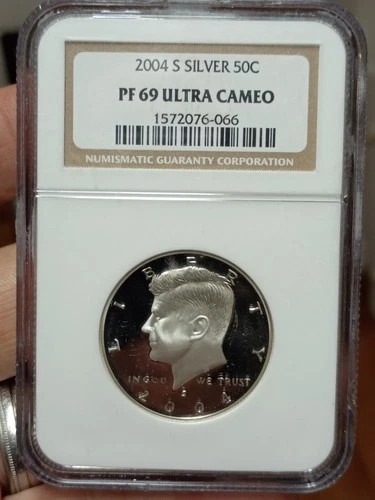 2004 S SILVER 50C
PF 69 ULTRA CAMEO
1572076-066
NUMISMATIC GUARANTY CORPORATION
LIBERTY
IN GOD WE TRUST
S
2004